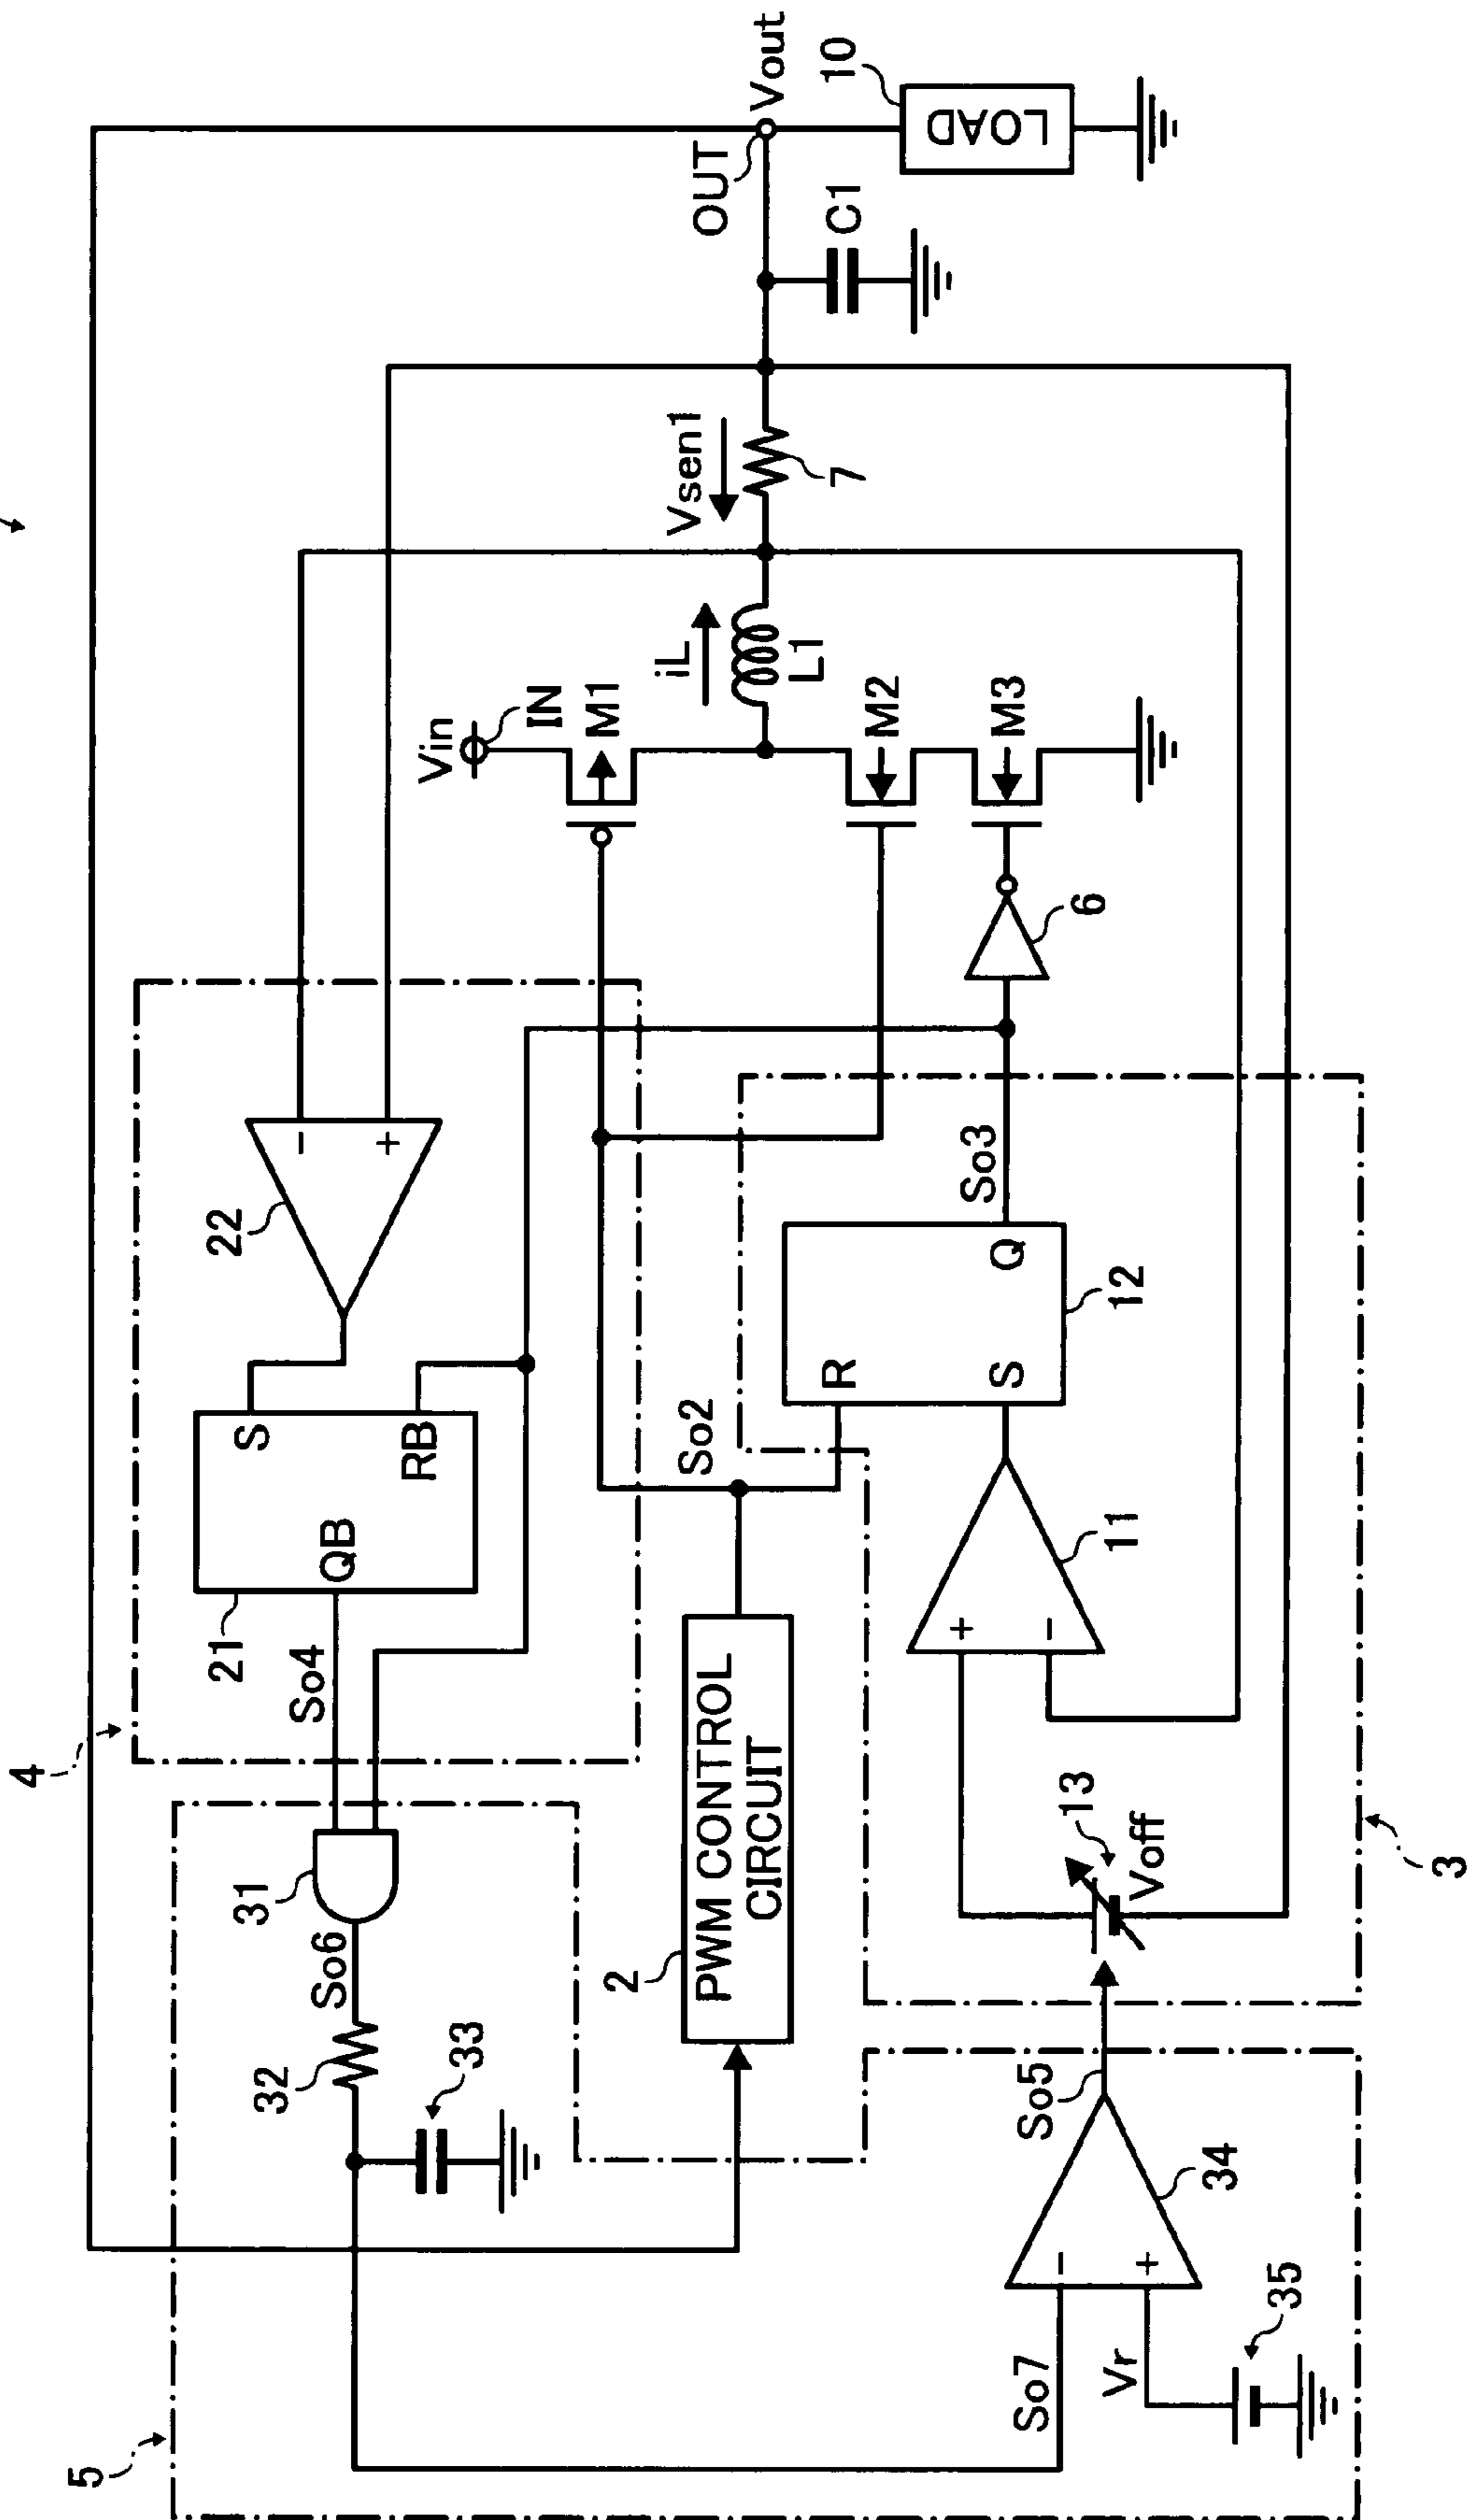 4
5
22
21
S
RB
QB
So4
31
So6
32
33
-
+
Vin
IN
M1
iL
L1
M2
M3
6
Vsen1
7
OUT
Vout
C1
10
LOAD
So2
2
PWM CONTROL
CIRCUIT
So3
R
Q
S
12
11
+
-
13
Voff
3
So5
34
-
+
So7
Vr
35